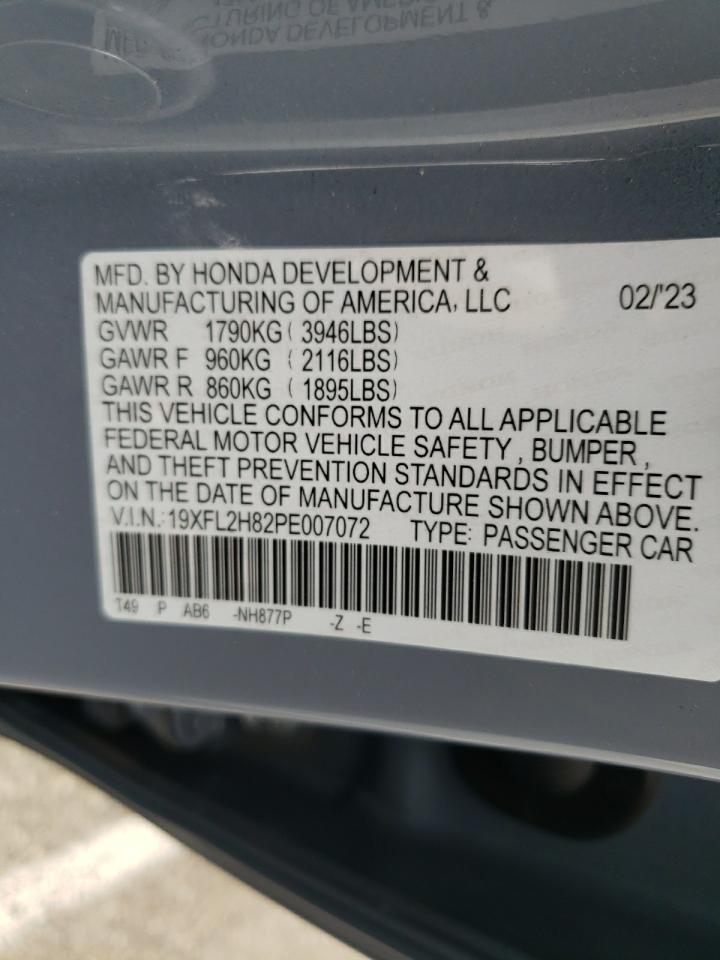 MFD. BY HONDA DEVELOPMENT &
MANUFACTURING OF AMERICA, LLC 02/'23
GVWR 1790KG ( 3946LBS)
GAWR F 960KG ( 2116LBS)
GAWR R 860KG ( 1895LBS)
THIS VEHICLE CONFORMS TO ALL APPLICABLE
FEDERAL MOTOR VEHICLE SAFETY , BUMPER ,
AND THEFT PREVENTION STANDARDS IN EFFECT
ON THE DATE OF MANUFACTURE SHOWN ABOVE.
V.I.N.: 19XFL2H82PE007072 TYPE: PASSENGER CAR
T49 P AB6 -NH877P -Z -E